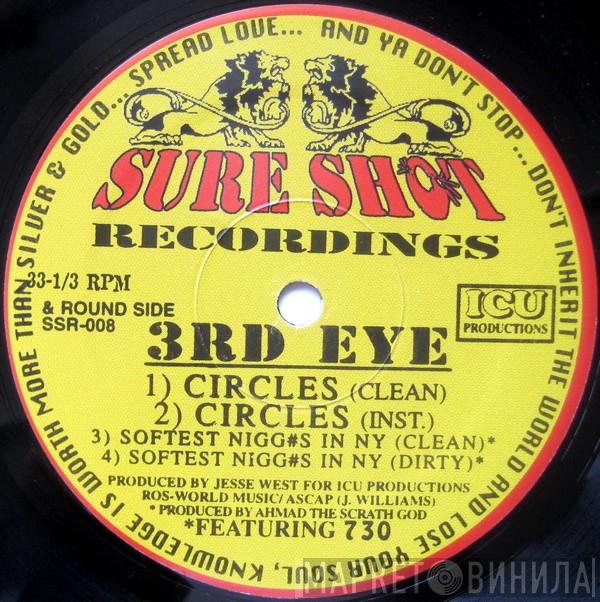 KNOWLEDGE IS WORTH MORE THAN SILVER & GOLD... SPREAD LOVE... AND YA DON'T STOP... DON'T INHERIT THE WORLD AND LOSE YOUR SOUL,
SURE SHOT
RECORDINGS
33-1/3 RPM
& ROUND SIDE
SSR-008
ICU
PRODUCTIONS
3RD EYE
1) CIRCLES (CLEAN)
2) CIRCLES (INST.)
3) SOFTEST NIGG#S IN NY (CLEAN)*
4) SOFTEST NIGG#S IN NY (DIRTY)*
PRODUCED BY JESSE WEST FOR ICU PRODUCTIONS
ROS-WORLD MUSIC/ ASCAP (J. WILLIAMS)
*PRODUCED BY AHMAD THE SCRATH GOD
*FEATURING 730
МАРКЕТ ВИНИЛА!